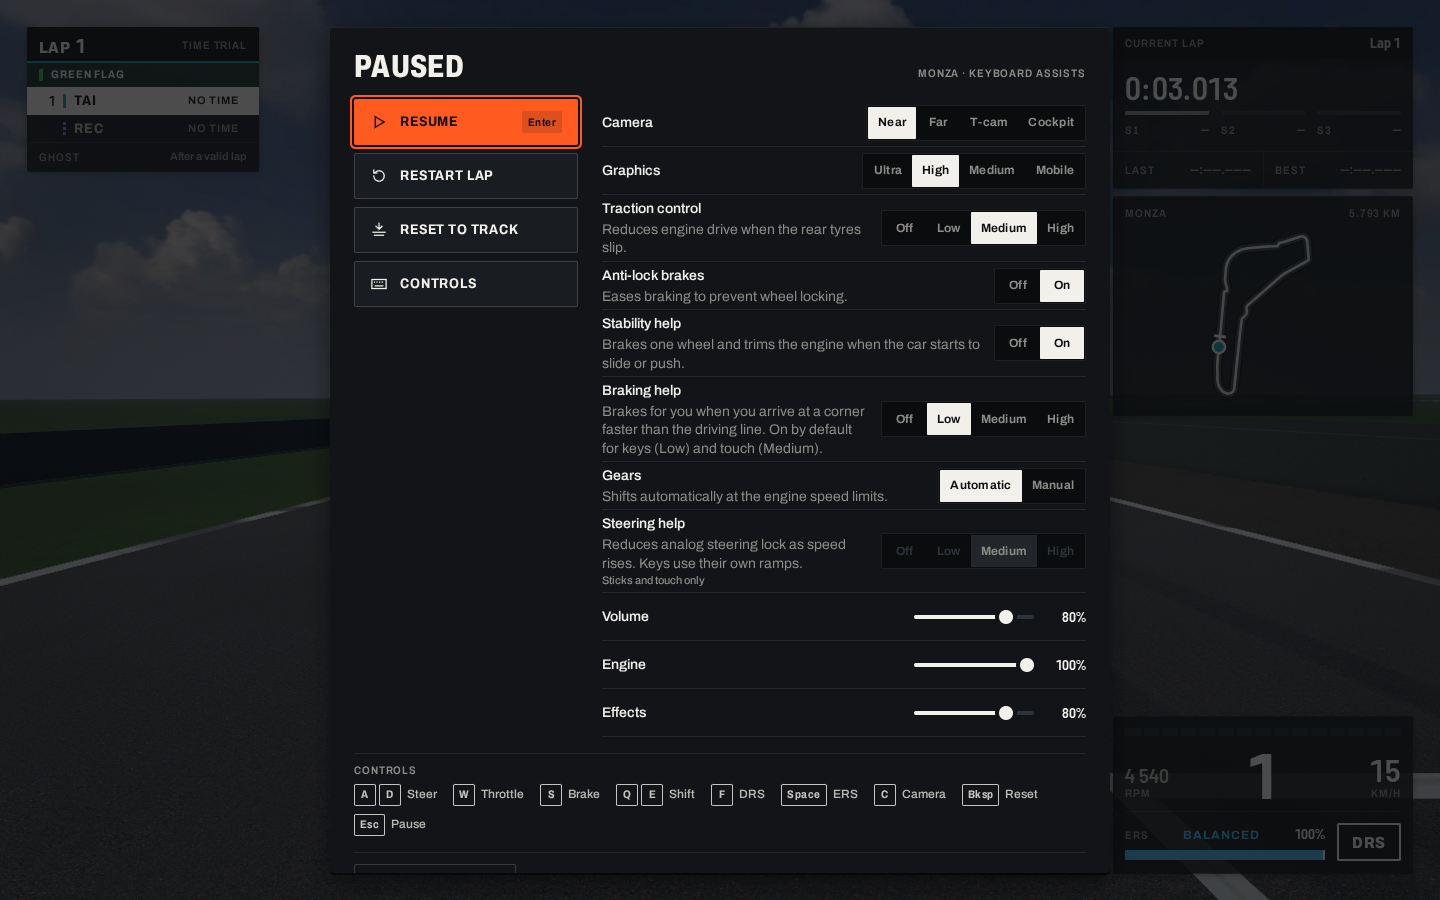 LAP 1 TIME TRIAL
GREEN FLAG
1 TAI NO TIME
REC NO TIME
GHOST After a valid lap
PAUSED
MONZA · KEYBOARD ASSISTS
RESUME Enter
RESTART LAP
RESET TO TRACK
CONTROLS
Camera Near Far T-cam Cockpit
Graphics Ultra High Medium Mobile
Traction control
Reduces engine drive when the rear tyres
slip.
Off Low Medium High
Anti-lock brakes
Eases braking to prevent wheel locking.
Off On
Stability help
Brakes one wheel and trims the engine when the car starts to
slide or push.
Off On
Braking help
Brakes for you when you arrive at a corner
faster than the driving line. On by default
for keys (Low) and touch (Medium).
Off Low Medium High
Gears
Shifts automatically at the engine speed limits.
Automatic Manual
Steering help
Reduces analog steering lock as speed
rises. Keys use their own ramps.
Sticks and touch only
Off Low Medium High
Volume 80%
Engine 100%
Effects 80%
CONTROLS
A D Steer W Throttle S Brake Q E Shift F DRS Space ERS C Camera Bksp Reset
Esc Pause
CURRENT LAP Lap 1
0:03.013
S1 – S2 – S3 –
LAST –:––.––– BEST –:––.–––
MONZA 5.793 KM
4 540 1 15
RPM KM/H
ERS BALANCED 100% DRS